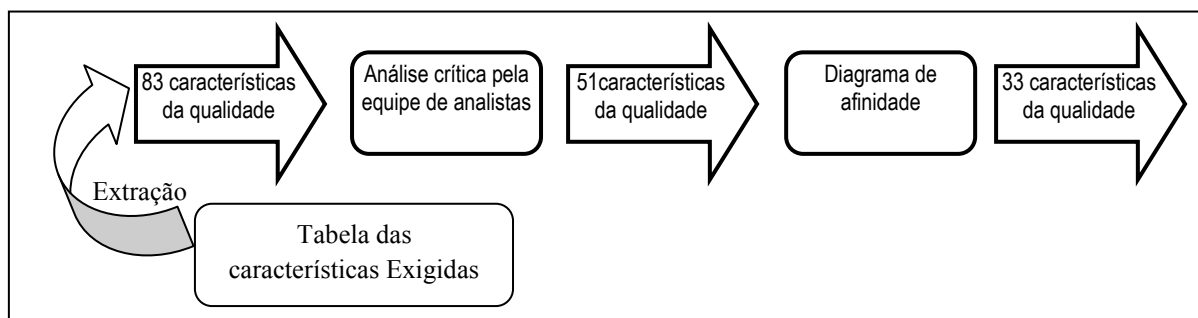 83 características
da qualidade
Análise crítica pela
equipe de analistas
51características
da qualidade
Diagrama de
afinidade
33 características
da qualidade
Extração
Tabela das
características Exigidas